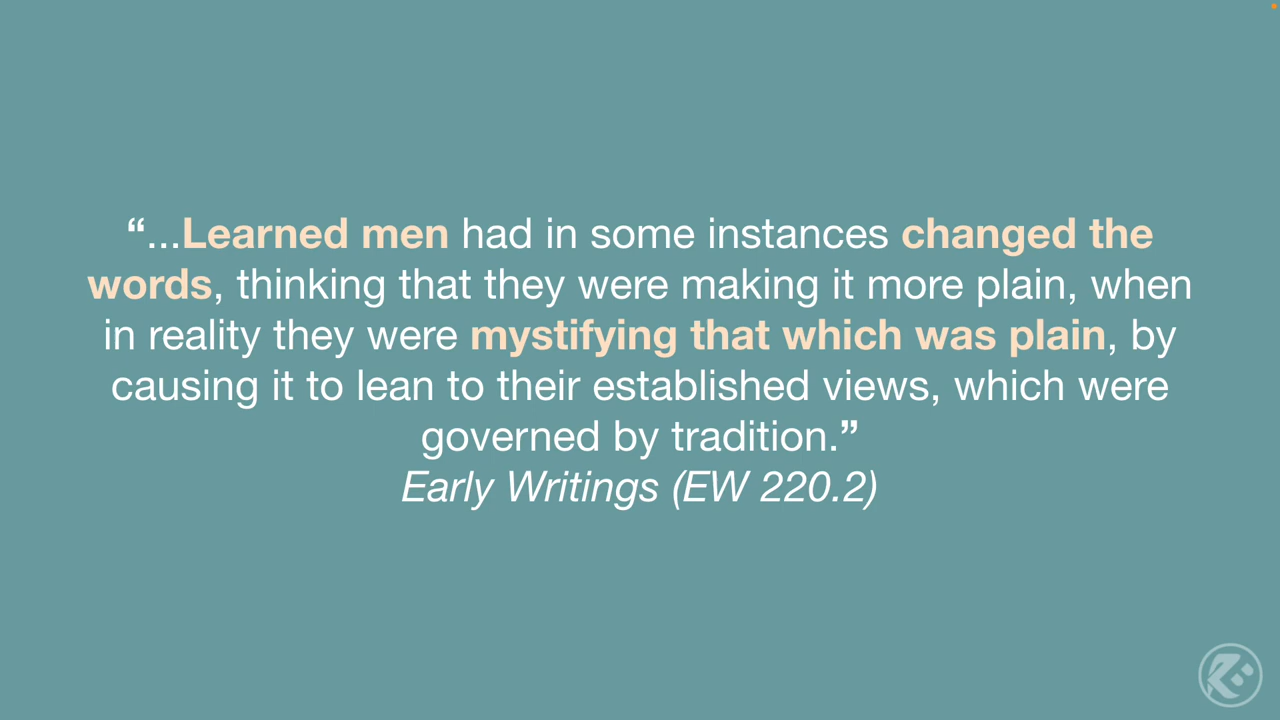 “...Learned men had in some instances changed the
words, thinking that they were making it more plain, when
in reality they were mystifying that which was plain, by
causing it to lean to their established views, which were
governed by tradition.”
Early Writings (EW 220.2)